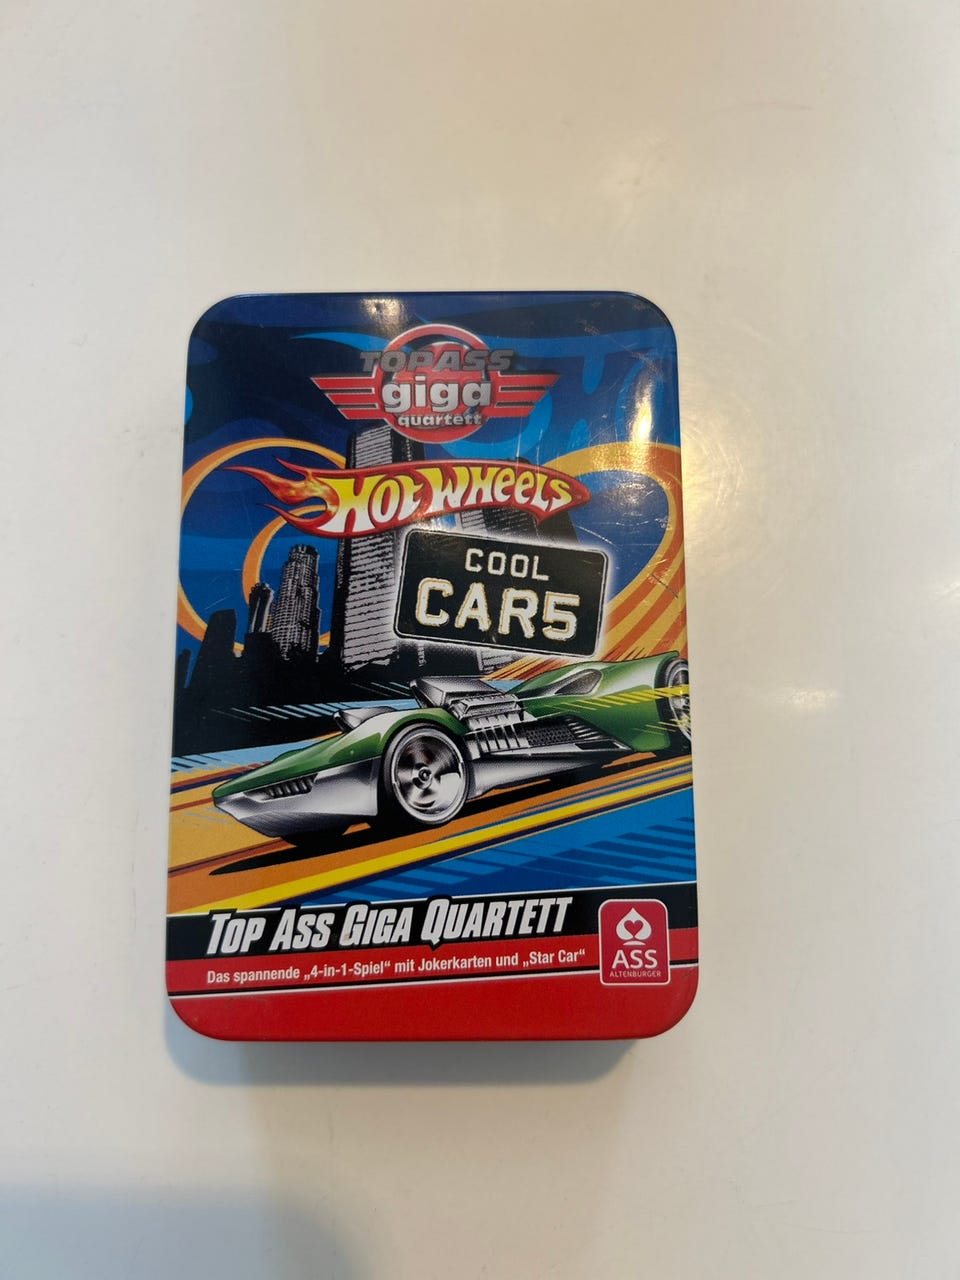 TOPASS
giga
quartett
HOT WHEELS
COOL
CARS
TOP ASS GIGA QUARTETT
Das spannende „4-in-1-Spiel“ mit Jokerkarten und „Star Car“
ASS
ALTENBURGER